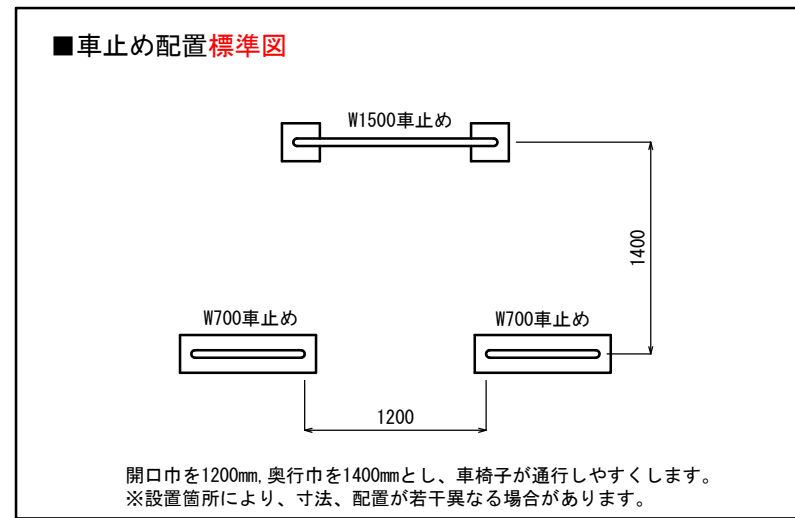 ■車止め配置標準図
W1500車止め
1400
W700車止め
W700車止め
1200
開口巾を1200mm,奥行巾を1400mmとし、車椅子が通行しやすくします。
※設置箇所により、寸法、配置が若干異なる場合があります。